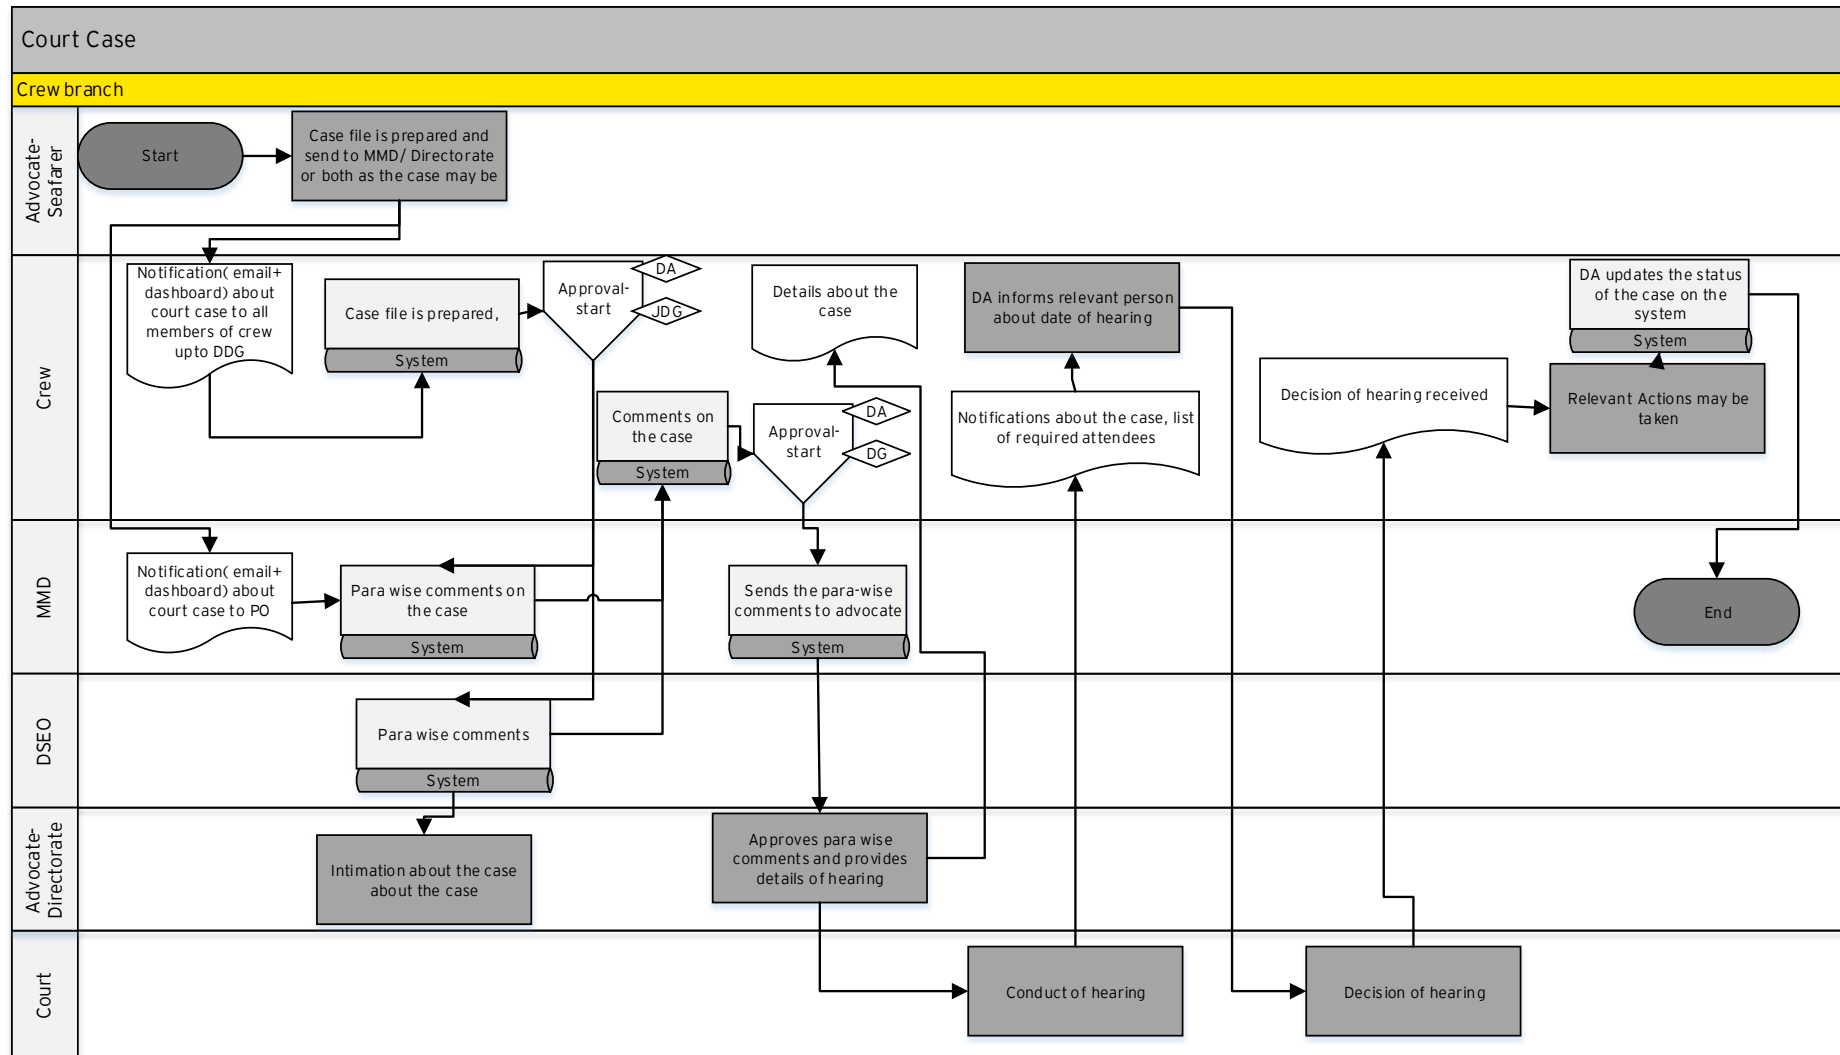 Court Case
Crew branch
Advocate-
Seafarer
Start
Case file is prepared and
send to MMD/ Directorate
or both as the case may be
Crew
Notification( email+
dashboard) about
court case to all
members of crew
upto DDG
Case file is prepared,
System
Approval-
start
DA
JDG
Comments on
the case
System
Details about the
case
Approval-
start
DA
DG
DA informs relevant person
about date of hearing
Notifications about the case, list
of required attendees
Decision of hearing received
DA updates the status
of the case on the
system
System
Relevant Actions may be
taken
MMD
Notification( email+
dashboard) about
court case to PO
Para wise comments on
the case
System
Sends the para-wise
comments to advocate
System
End
DSEO
Para wise comments
System
Advocate-
Directorate
Intimation about the case
about the case
Approves para wise
comments and provides
details of hearing
Court
Conduct of hearing
Decision of hearing